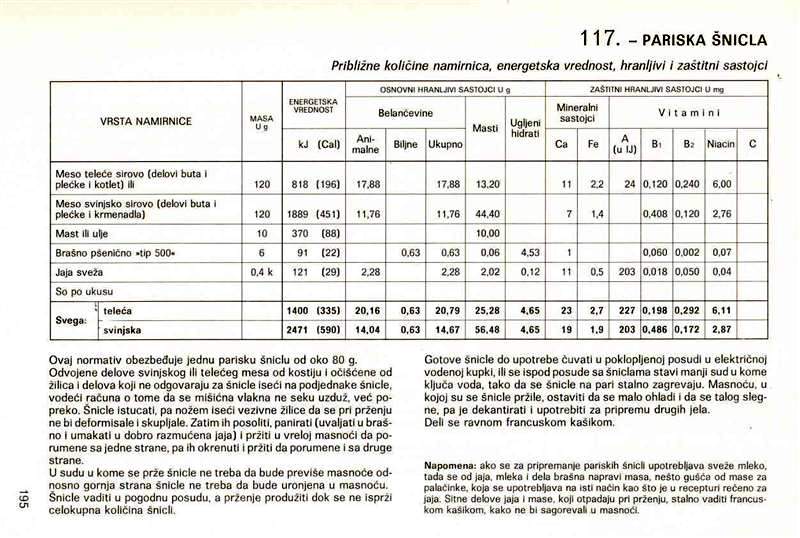 117. – PARISKA ŠNICLA
Približne količine namirnica, energetska vrednost, hranljivi i zaštitni sastojci
VRSTA NAMIRNICE MASA U g ENERGETSKA VREDNOST OSNOVNI HRANLJIVI SASTOJCI U g ZAŠTITNI HRANLJIVI SASTOJCI U mg
Belančevine Masti Ugljeni hidrati Mineralni sastojci Vitamini
kJ (Cal) Ani-malne Biljne Ukupno Ca Fe A (u IJ) B1 B2 Niacin C
Meso teleće sirovo (delovi buta i
plećke i kotlet) ili 120 818 (196) 17,88 17,88 13,20 11 2,2 24 0,120 0,240 6,00
Meso svinjsko sirovo (delovi buta i
plećke i krmenadla) 120 1889 (451) 11,76 11,76 44,40 7 1,4 0,408 0,120 2,76
Mast ili ulje 10 370 (88) 10,00
Brašno pšenično »tip 500« 6 91 (22) 0,63 0,63 0,06 4,53 1 0,060 0,002 0,07
Jaja sveža 0,4 k 121 (29) 2,28 2,28 2,02 0,12 11 0,5 203 0,018 0,050 0,04
So po ukusu
Svega: teleća 1400 (335) 20,16 0,63 20,79 25,28 4,65 23 2,7 227 0,198 0,292 6,11
svinjska 2471 (590) 14,04 0,63 14,67 56,48 4,65 19 1,9 203 0,486 0,172 2,87
Ovaj normativ obezbeđuje jednu parisku šniclu od oko 80 g.
Odvojene delove svinjskog ili telećeg mesa od kostiju i očišćene od
žilica i delova koji ne odgovaraju za šnicle iseći na podjednake šnicle,
vodeći računa o tome da se mišićna vlakna ne seku uzduž, već po-
preko. Šnicle istucati, pa nožem iseći vezivne žilice da se pri prženju
ne bi deformisale i skupljale. Zatim ih posoliti, panirati (uvaljati u braš-
no i umakati u dobro razmućena jaja) i pržiti u vreloj masnoći da po-
rumene sa jedne strane, pa ih okrenuti i pržiti da porumene i sa druge
strane.
U sudu u kome se prže šnicle ne treba da bude previše masnoće od-
nosno gornja strana šnicle ne treba da bude uronjena u masnoću.
Šnicle vaditi u pogodnu posudu, a prženje produžiti dok se ne isprži
celokupna količina šnicli.
Gotove šnicle do upotrebe čuvati u poklopljenoj posudi u električnoj
vodenoj kupki, ili se ispod posude sa šniclama stavi manji sud u kome
ključa voda, tako da se šnicle na pari stalno zagrevaju. Masnoću, u
kojoj su se šnicle pržile, ostaviti da se malo ohladi i da se talog sleg-
ne, pa je dekantirati i upotrebiti za pripremu drugih jela.
Deli se ravnom francuskom kašikom.
Napomena: ako se za pripremanje pariskih šnicli upotrebljava sveže mleko,
tada se od jaja, mleka i dela brašna napravi masa, nešto gušća od mase za
palačinke, koja se upotrebljava na isti način kao što je u recepturi rečeno za
jaja. Sitne delove jaja i mase, koji otpadaju pri prženju, stalno vaditi francus-
kom kašikom, kako ne bi sagorevali u masnoći.
195